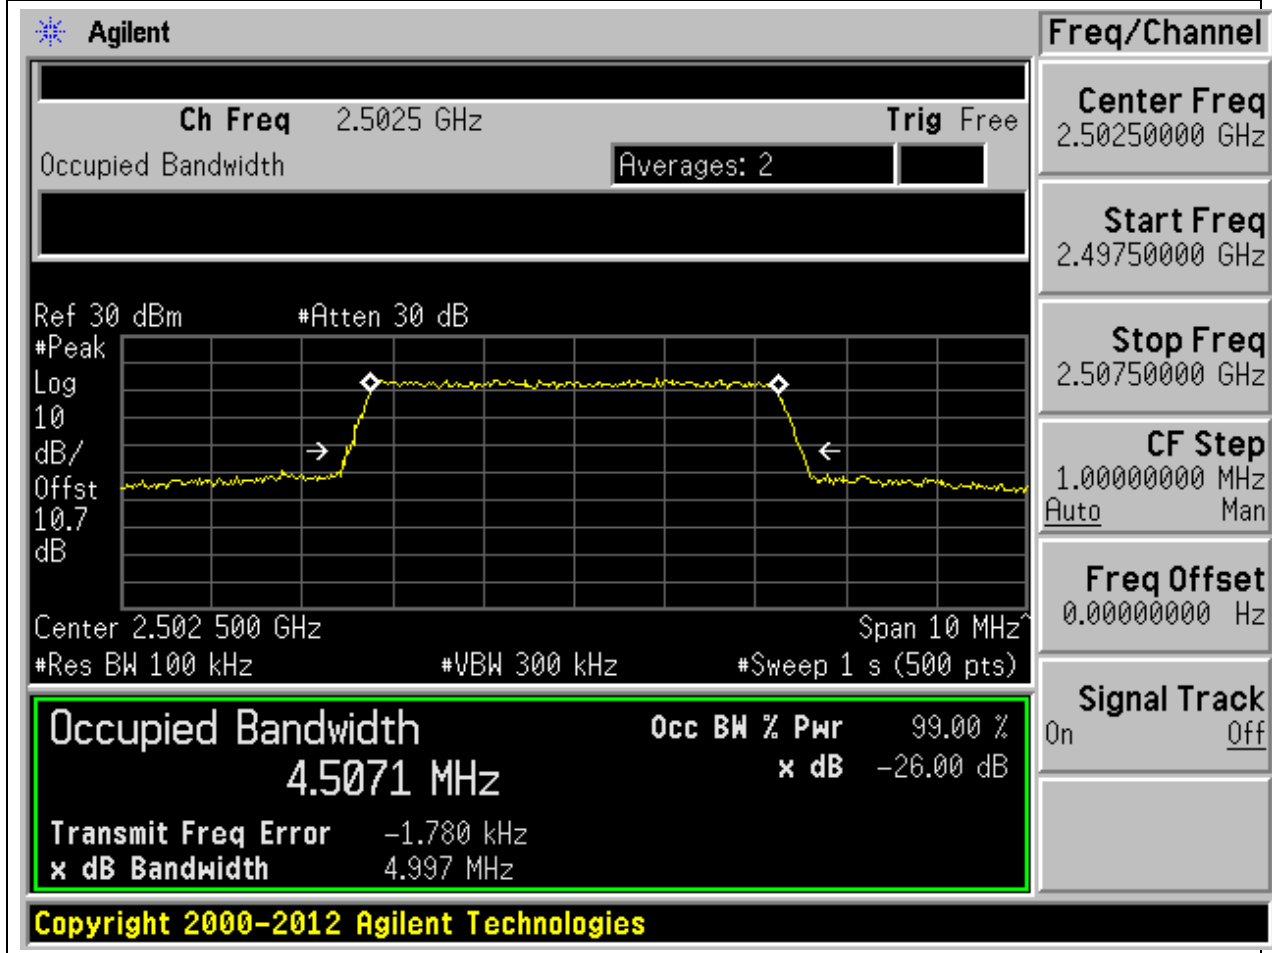 Agilent
Freq/Channel
Ch Freq 2.5025 GHz Trig Free
Occupied Bandwidth Averages: 2
Center Freq
2.50250000 GHz
Start Freq
2.49750000 GHz
Stop Freq
2.50750000 GHz
CF Step
1.00000000 MHz
Auto Man
Freq Offset
0.00000000 Hz
Signal Track
On Off
Ref 30 dBm #Atten 30 dB
#Peak
Log
10
dB/
Offst
10.7
dB
Center 2.502 500 GHz Span 10 MHz^
#Res BW 100 kHz #VBW 300 kHz #Sweep 1 s (500 pts)
Occupied Bandwidth Occ BW % Pwr 99.00 %
4.5071 MHz x dB -26.00 dB
Transmit Freq Error -1.780 kHz
x dB Bandwidth 4.997 MHz
Copyright 2000-2012 Agilent Technologies